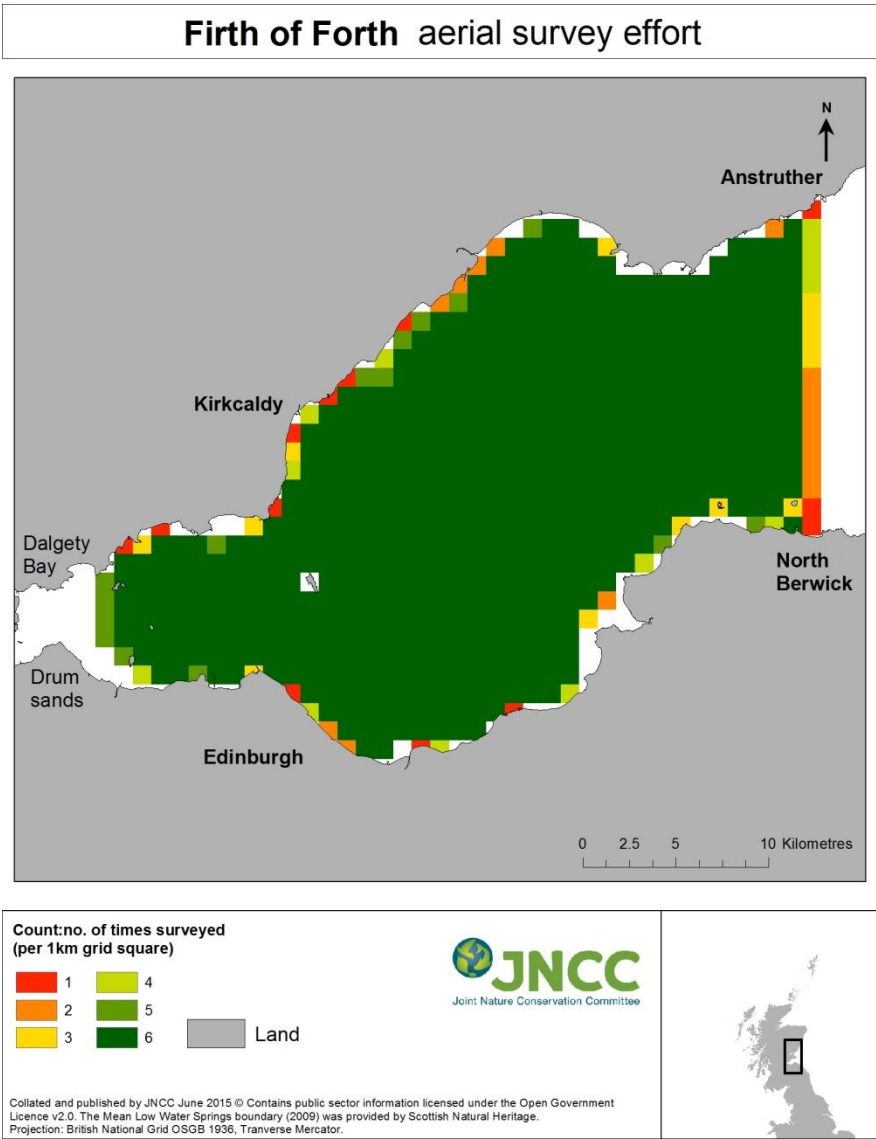 Firth of Forth aerial survey effort
N
Anstruther
Kirkcaldy
Dalgety
Bay
North
Berwick
Drum
sands
Edinburgh
0 2.5 5 10 Kilometres
Count:no. of times surveyed
(per 1km grid square)
1 4
2 5
3 6
Land
JNCC
Joint Nature Conservation Committee
Collated and published by JNCC June 2015 © Contains public sector information licensed under the Open Government
Licence v2.0. The Mean Low Water Springs boundary (2009) was provided by Scottish Natural Heritage.
Projection: British National Grid OSGB 1936, Tranverse Mercator.